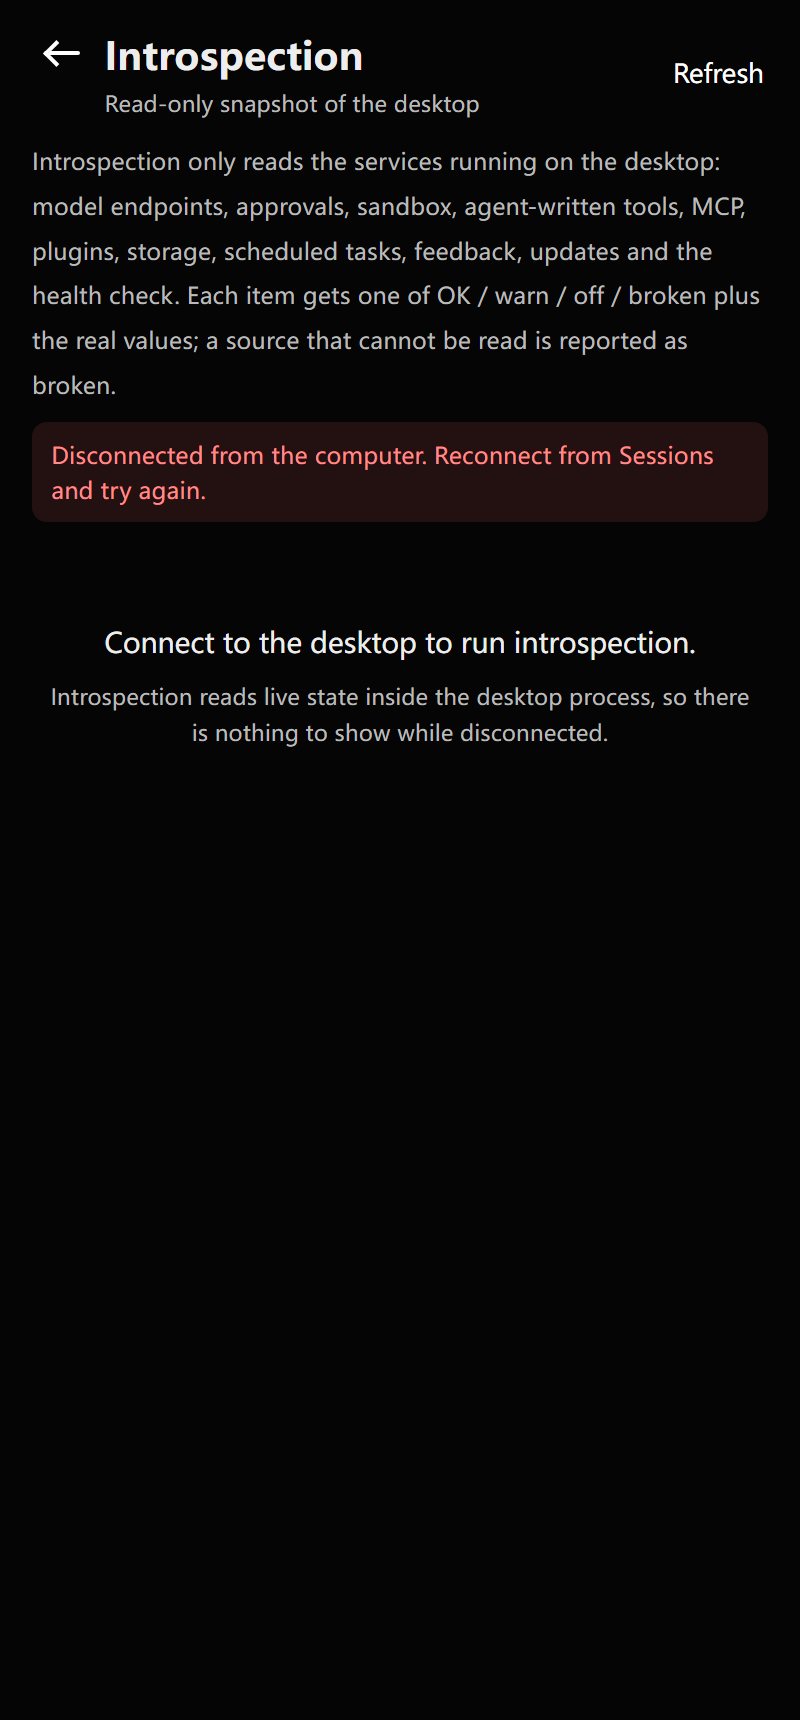 Introspection
Refresh
Read-only snapshot of the desktop
Introspection only reads the services running on the desktop:
model endpoints, approvals, sandbox, agent-written tools, MCP,
plugins, storage, scheduled tasks, feedback, updates and the
health check. Each item gets one of OK / warn / off / broken plus
the real values; a source that cannot be read is reported as
broken.
Disconnected from the computer. Reconnect from Sessions
and try again.
Connect to the desktop to run introspection.
Introspection reads live state inside the desktop process, so there
is nothing to show while disconnected.